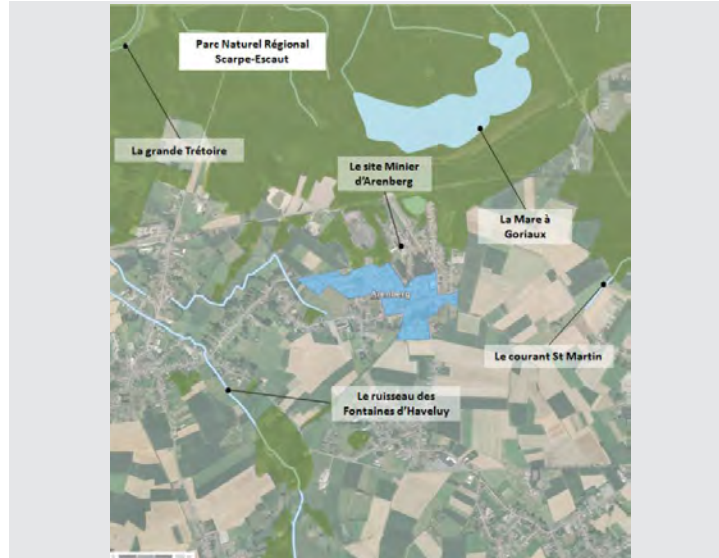 Parc Naturel Régional
Scarpe-Escaut
La grande Trétoire
Le site Minier
d'Arenberg
La Mare à
Goriaux
Arenberg
Le courant St Martin
Le ruisseau des
Fontaines d'Haveluy